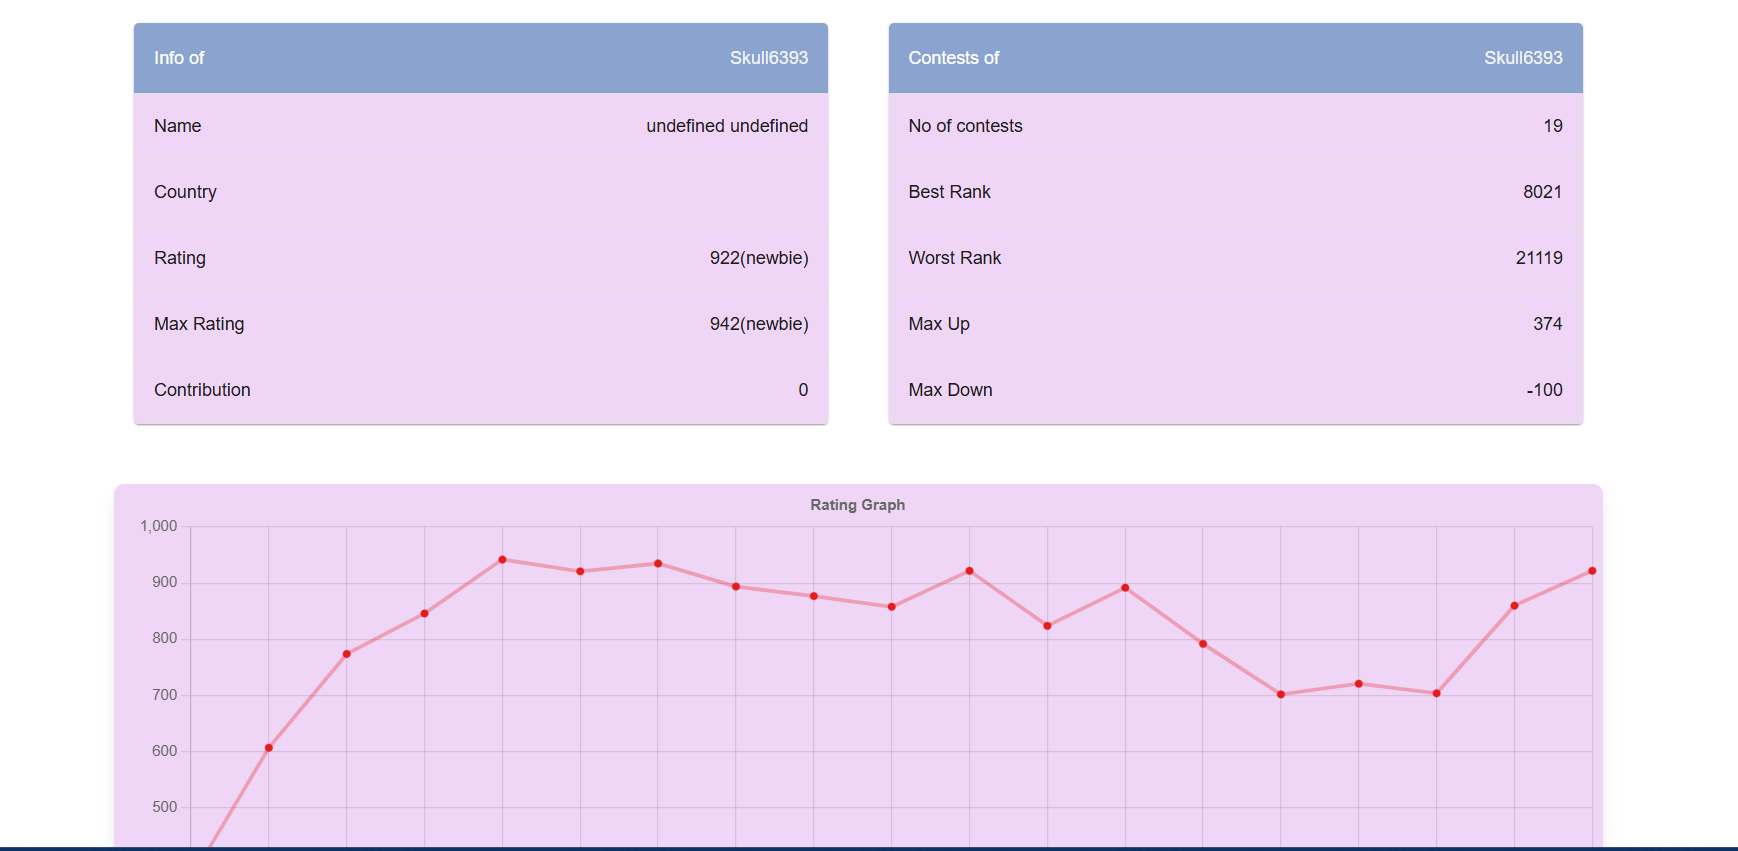 Info of Skull6393
Name undefined undefined
Country
Rating 922(newbie)
Max Rating 942(newbie)
Contribution 0
Contests of Skull6393
No of contests 19
Best Rank 8021
Worst Rank 21119
Max Up 374
Max Down -100
Rating Graph
1,000
900
800
700
600
500